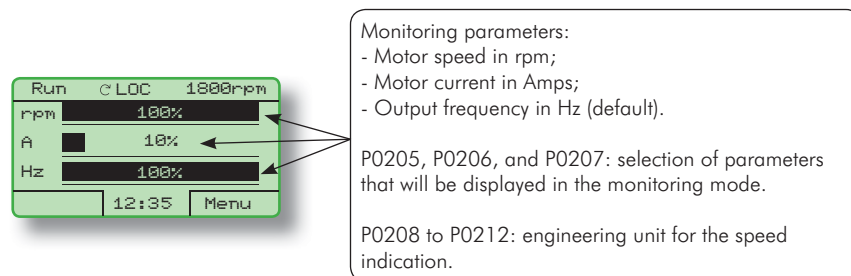 Run ⟳LOC 1800rpm
rpm 100%
A 10%
Hz 100%
12:35 Menu
Monitoring parameters:
- Motor speed in rpm;
- Motor current in Amps;
- Output frequency in Hz (default).
P0205, P0206, and P0207: selection of parameters
that will be displayed in the monitoring mode.
P0208 to P0212: engineering unit for the speed
indication.